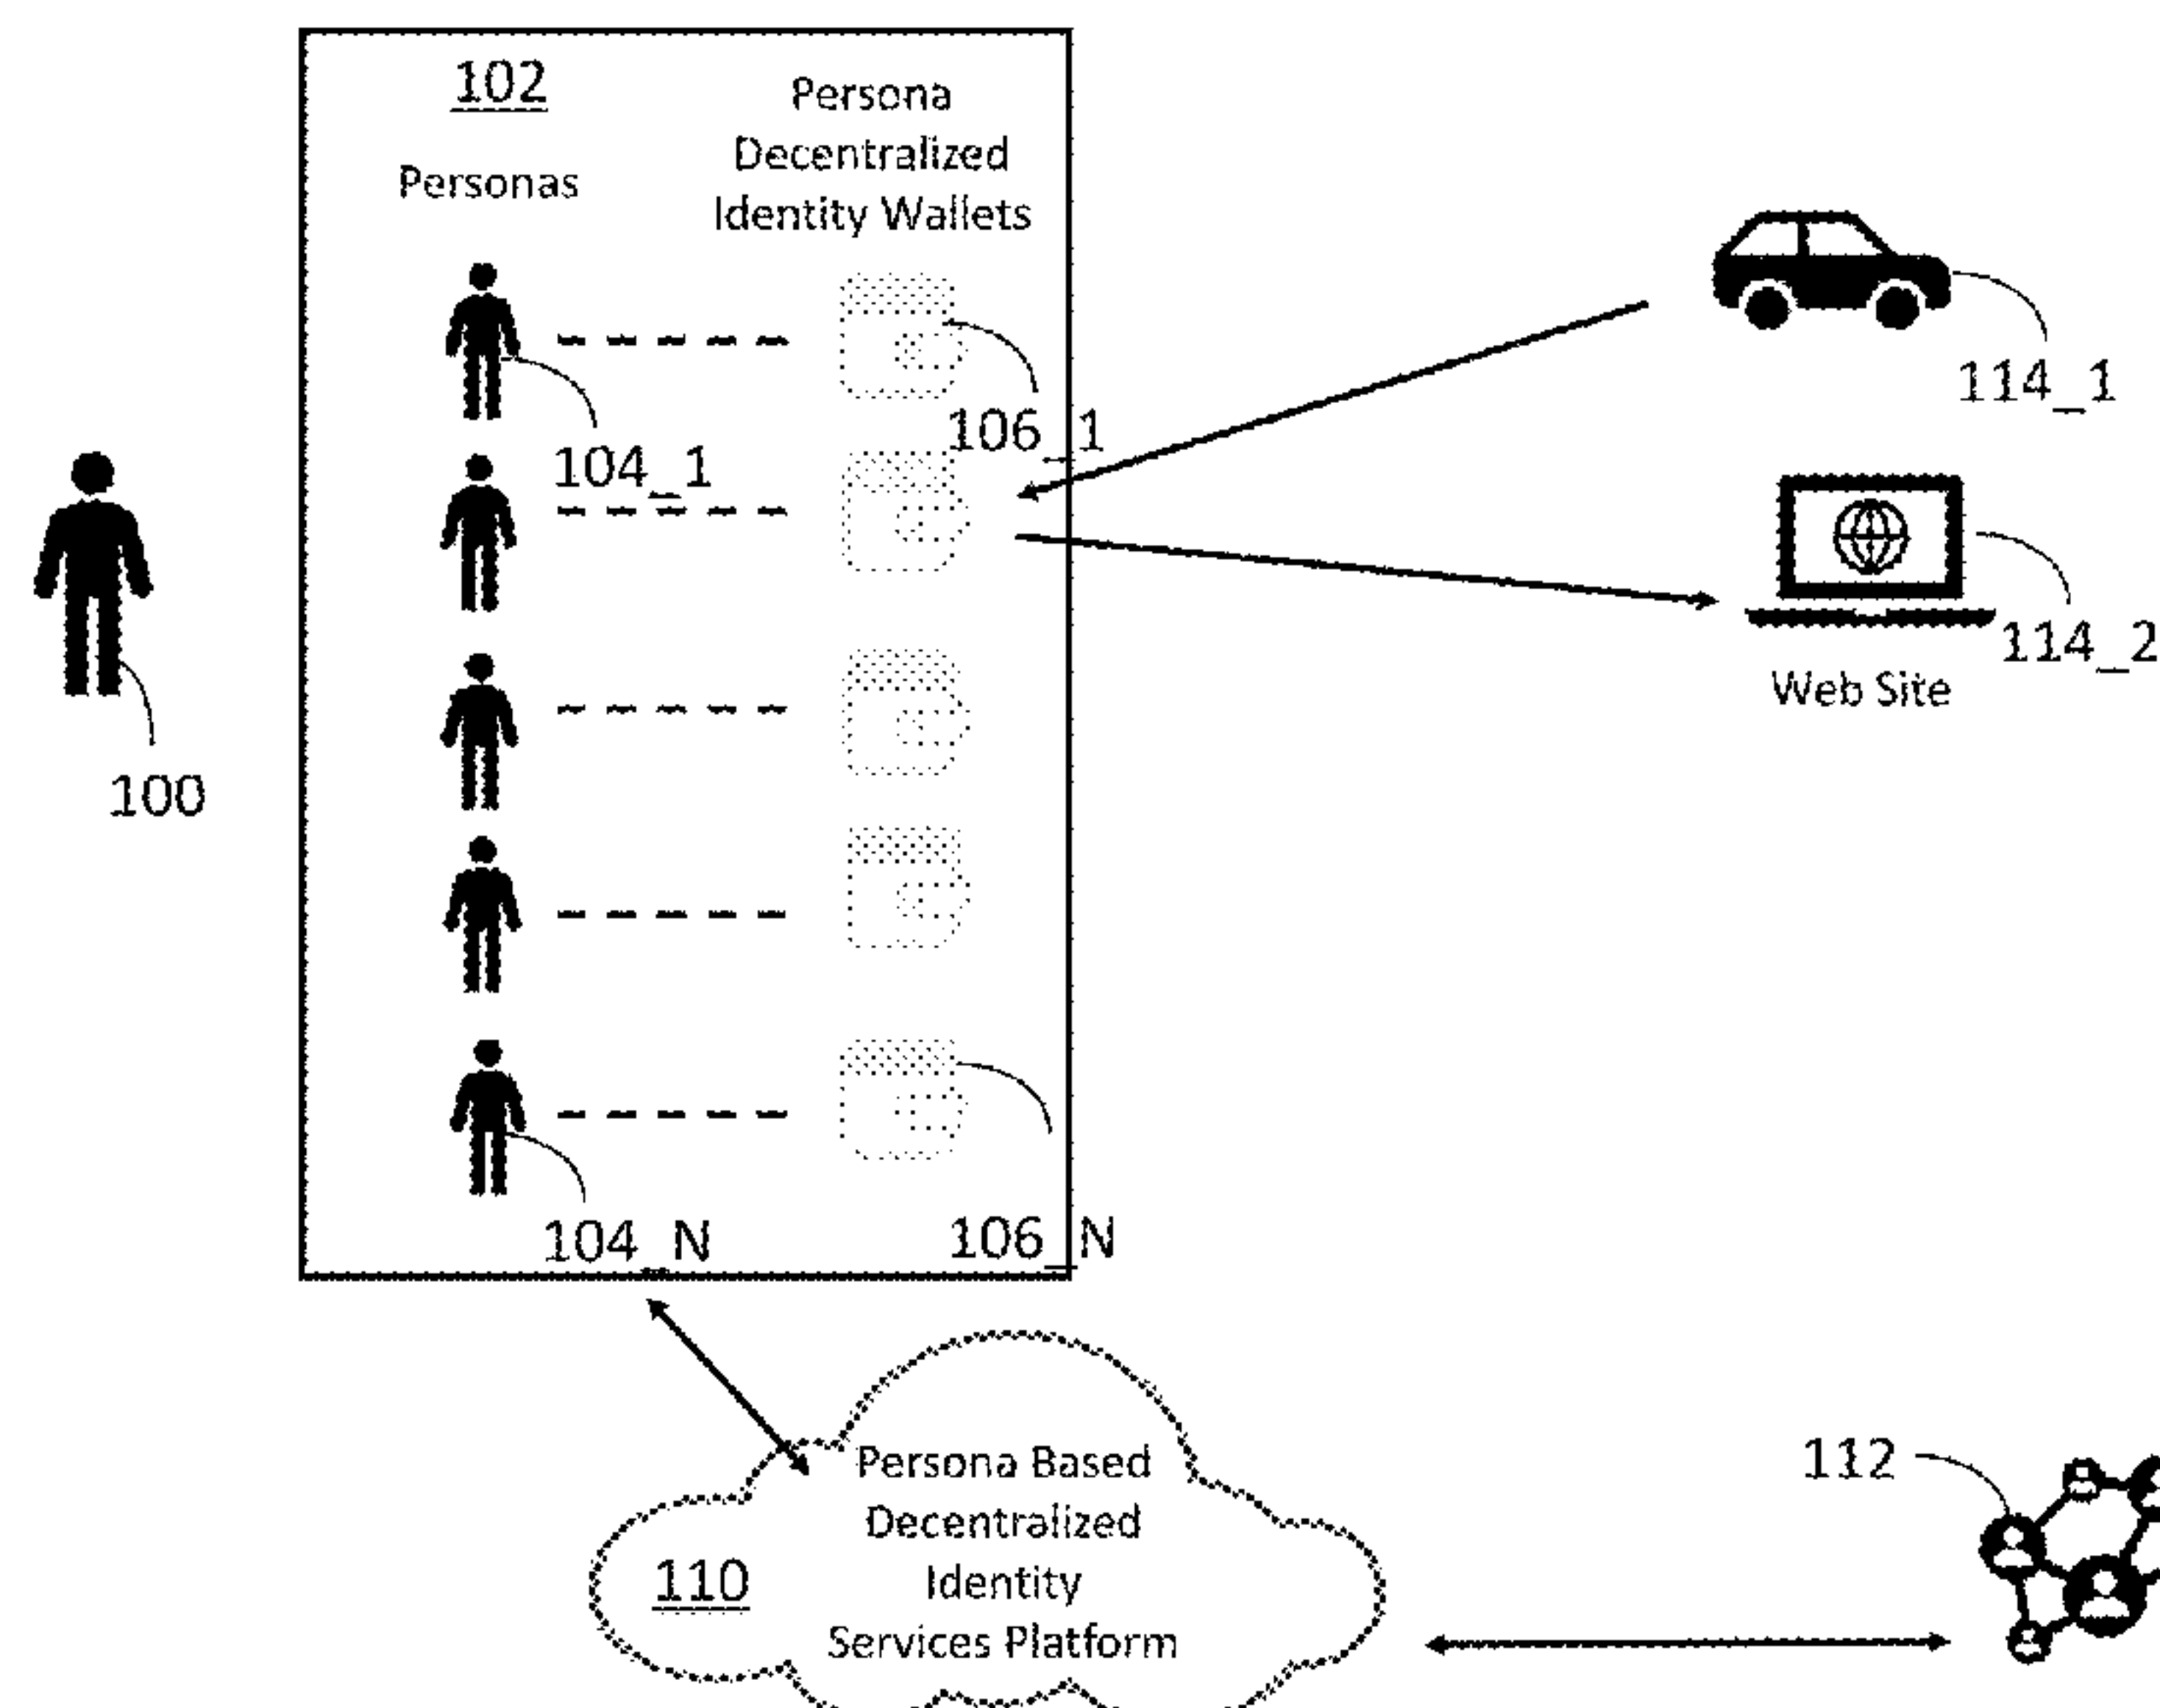 102
Personas
Persona
Decentralized
Identity Wallets
106_1
104_1
114_1
114_2
Web Site
100
104_N
106_N
112
Persona Based
Decentralized
Identity
Services Platform
110